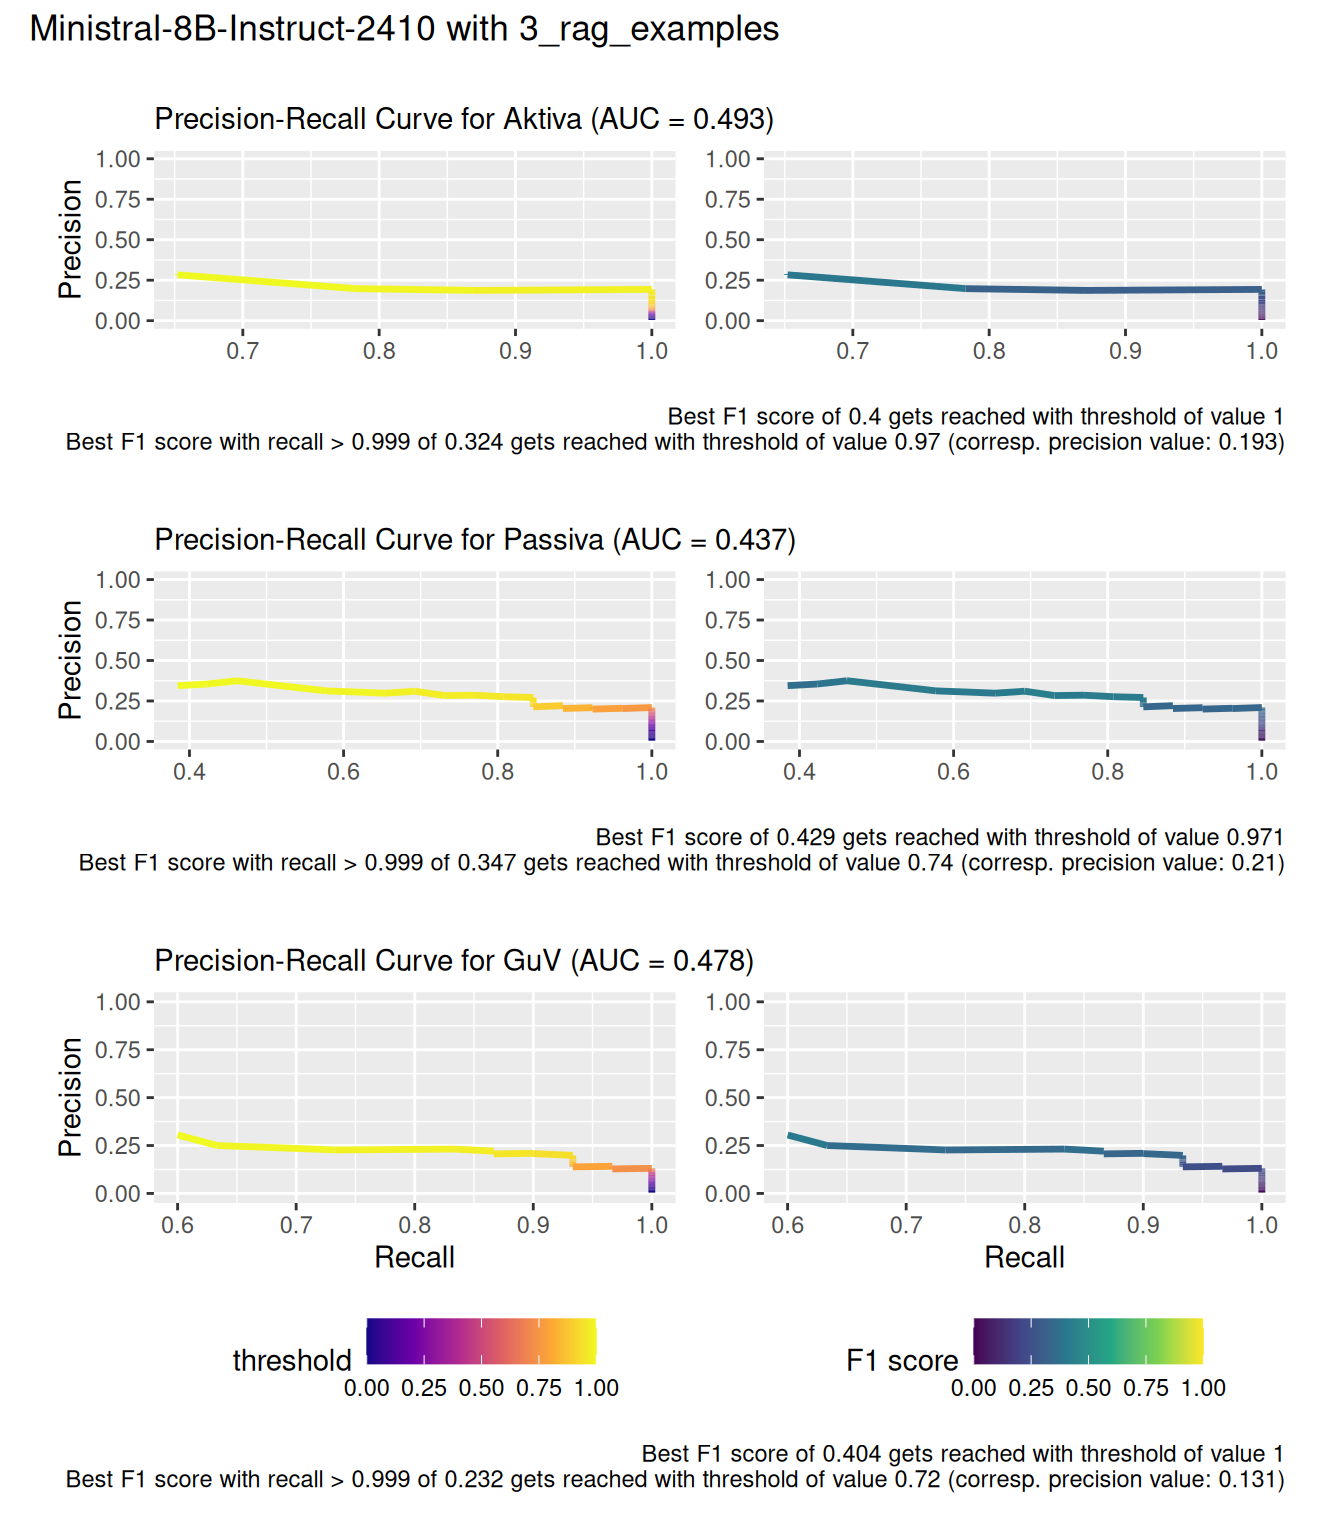 Ministral-8B-Instruct-2410 with 3_rag_examples
Precision-Recall Curve for Aktiva (AUC = 0.493)
Precision
1.00
0.75
0.50
0.25
0.00
0.7 0.8 0.9 1.0
1.00
0.75
0.50
0.25
0.00
0.7 0.8 0.9 1.0
Best F1 score of 0.4 gets reached with threshold of value 1
Best F1 score with recall > 0.999 of 0.324 gets reached with threshold of value 0.97 (corresp. precision value: 0.193)
Precision-Recall Curve for Passiva (AUC = 0.437)
Precision
1.00
0.75
0.50
0.25
0.00
0.4 0.6 0.8 1.0
1.00
0.75
0.50
0.25
0.00
0.4 0.6 0.8 1.0
Best F1 score of 0.429 gets reached with threshold of value 0.971
Best F1 score with recall > 0.999 of 0.347 gets reached with threshold of value 0.74 (corresp. precision value: 0.21)
Precision-Recall Curve for GuV (AUC = 0.478)
Precision
1.00
0.75
0.50
0.25
0.00
0.6 0.7 0.8 0.9 1.0
Recall
1.00
0.75
0.50
0.25
0.00
0.6 0.7 0.8 0.9 1.0
Recall
threshold
0.00 0.25 0.50 0.75 1.00
F1 score
0.00 0.25 0.50 0.75 1.00
Best F1 score of 0.404 gets reached with threshold of value 1
Best F1 score with recall > 0.999 of 0.232 gets reached with threshold of value 0.72 (corresp. precision value: 0.131)